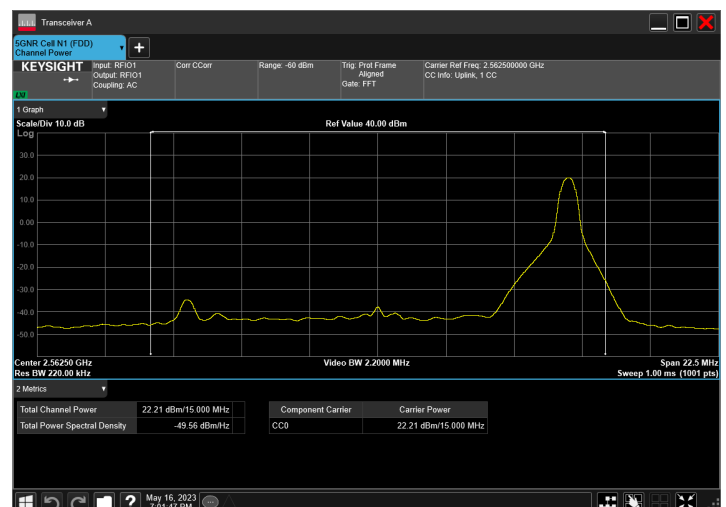 Transceiver A
5GNR Cell N1 (FDD)
Channel Power
KEYSIGHT
LXI
Input: RFIO1
Output: RFIO1
Coupling: AC
Corr CCorr
Range: -60 dBm
Trig: Prot Frame
Aligned
Gate: FFT
Carrier Ref Freq: 2.562500000 GHz
CC Info: Uplink, 1 CC
1 Graph
Scale/Div 10.0 dB
Ref Value 40.00 dBm
Log
30.0
20.0
10.0
0.00
-10.0
-20.0
-30.0
-40.0
-50.0
Center 2.56250 GHz
Video BW 2.2000 MHz
Span 22.5 MHz
Res BW 220.00 kHz
Sweep 1.00 ms (1001 pts)
2 Metrics
Total Channel Power 22.21 dBm/15.000 MHz
Total Power Spectral Density -49.56 dBm/Hz
Component Carrier Carrier Power
CC0 22.21 dBm/15.000 MHz
?
May 16, 2023
7:01:47 PM